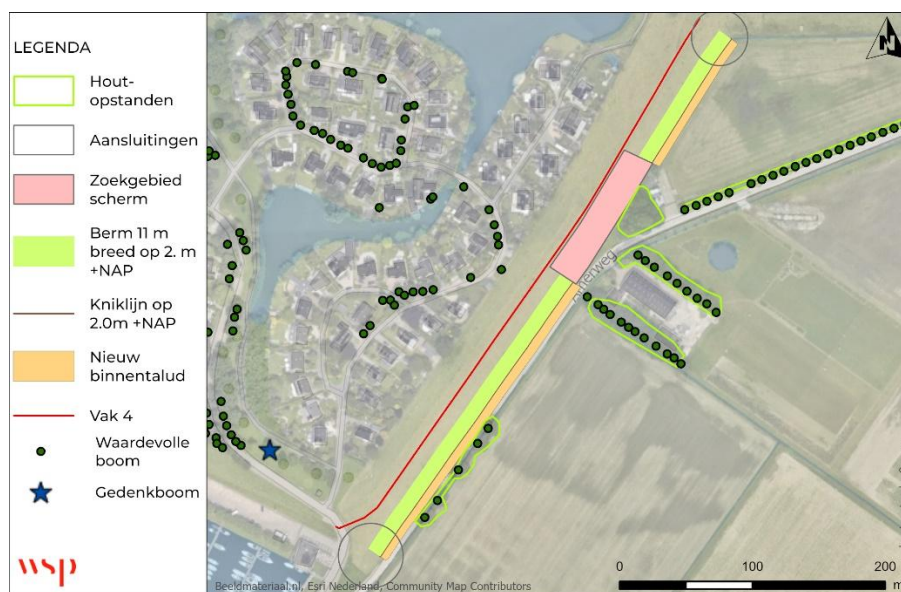 LEGENDA
Hout-
opstanden
Aansluitingen
Zoekgebied
scherm
Berm 11 m
breed op 2. m
+NAP
Kniklijn op
2.0m +NAP
Nieuw
binnentalud
Vak 4
Waardevolle
boom
Gedenkboom
wsp
N
Beeldmateriaal.nl, Esri Nederland, Community Map Contributors
0 100 200
m